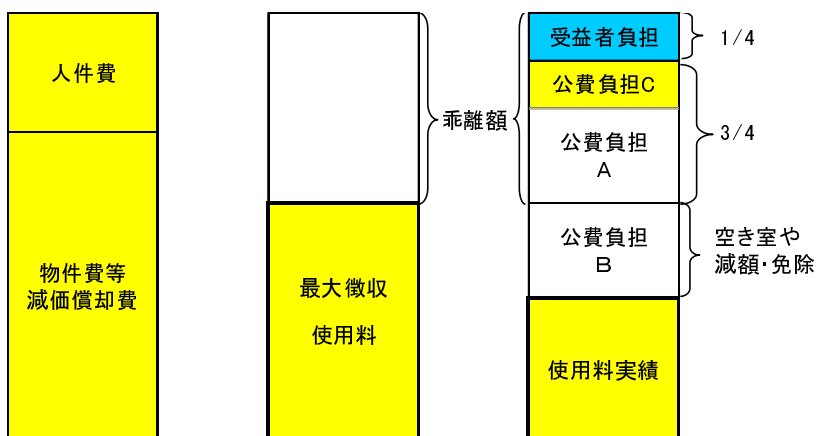 人件費
物件費等
減価償却費
最大徴収
使用料
乖離額
受益者負担
公費負担C
公費負担
A
公費負担
B
使用料実績
1/4
3/4
空き室や
減額・免除